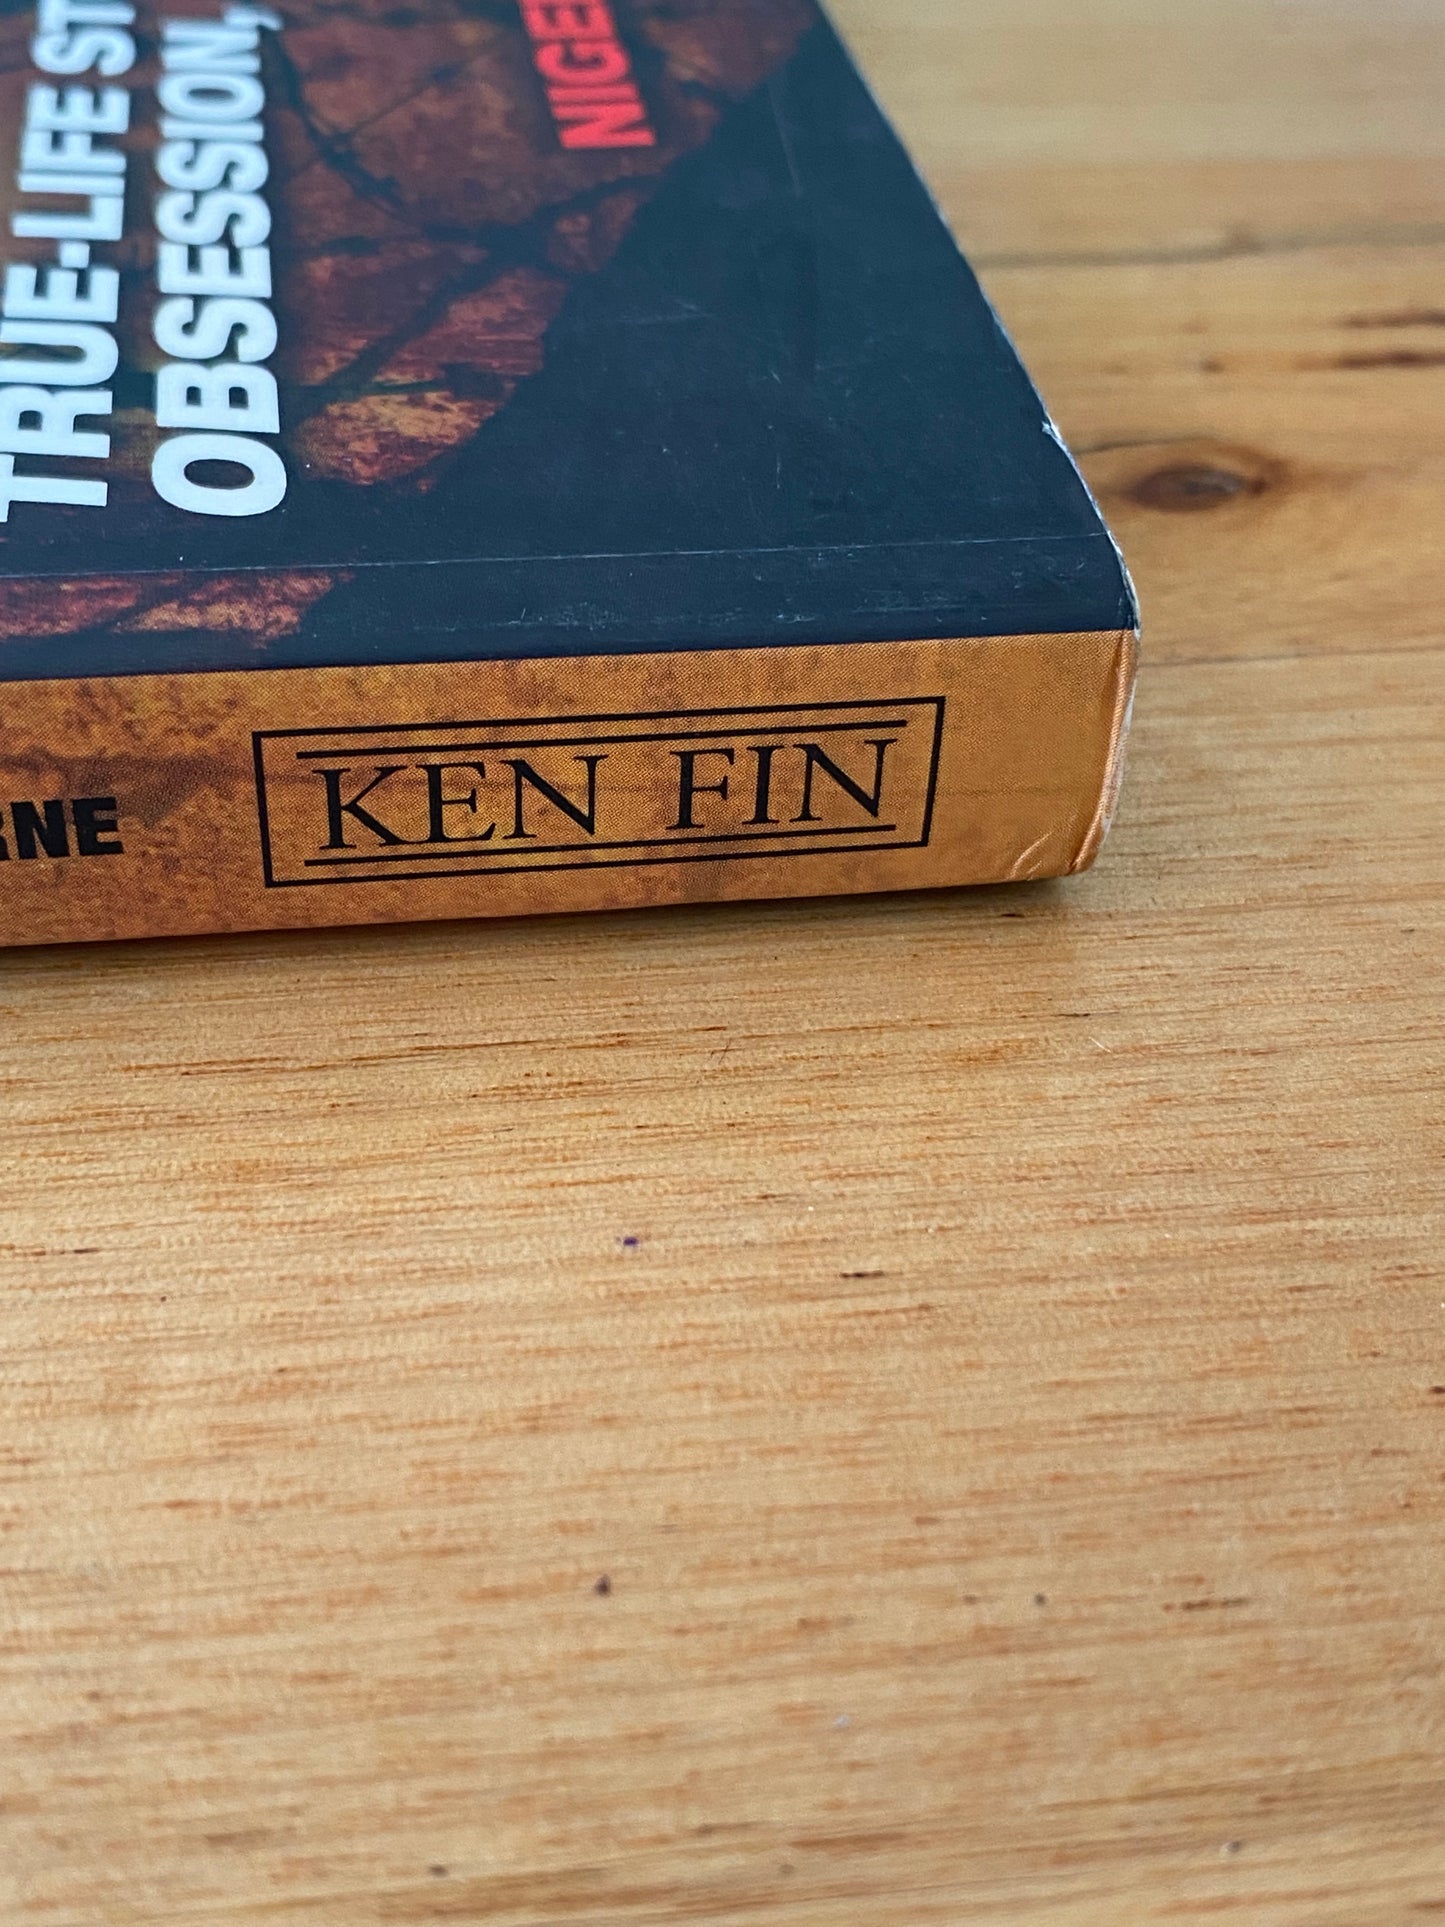 TRUE-LIFE ST
OBSESSION,
NIGE
RNE
KEN FIN